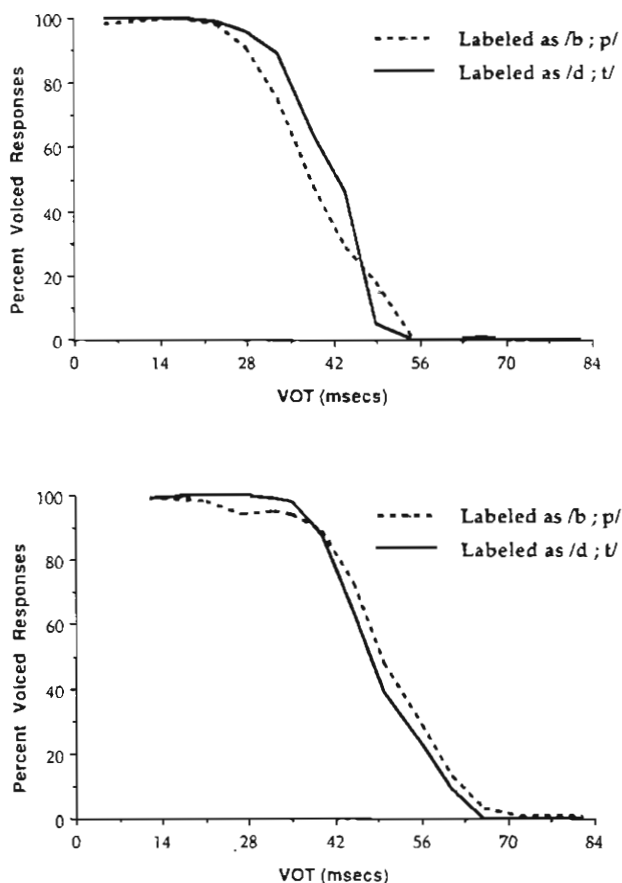 100
80
60
40
20
0
Percent Voiced Responses
Labeled as /b ; p/
Labeled as /d ; t/
0 14 28 42 56 70 84
VOT (msecs)
100
80
60
40
20
0
Percent Voiced Responses
Labeled as /b ; p/
Labeled as /d ; t/
0 14 28 42 56 70 84
VOT (msecs)